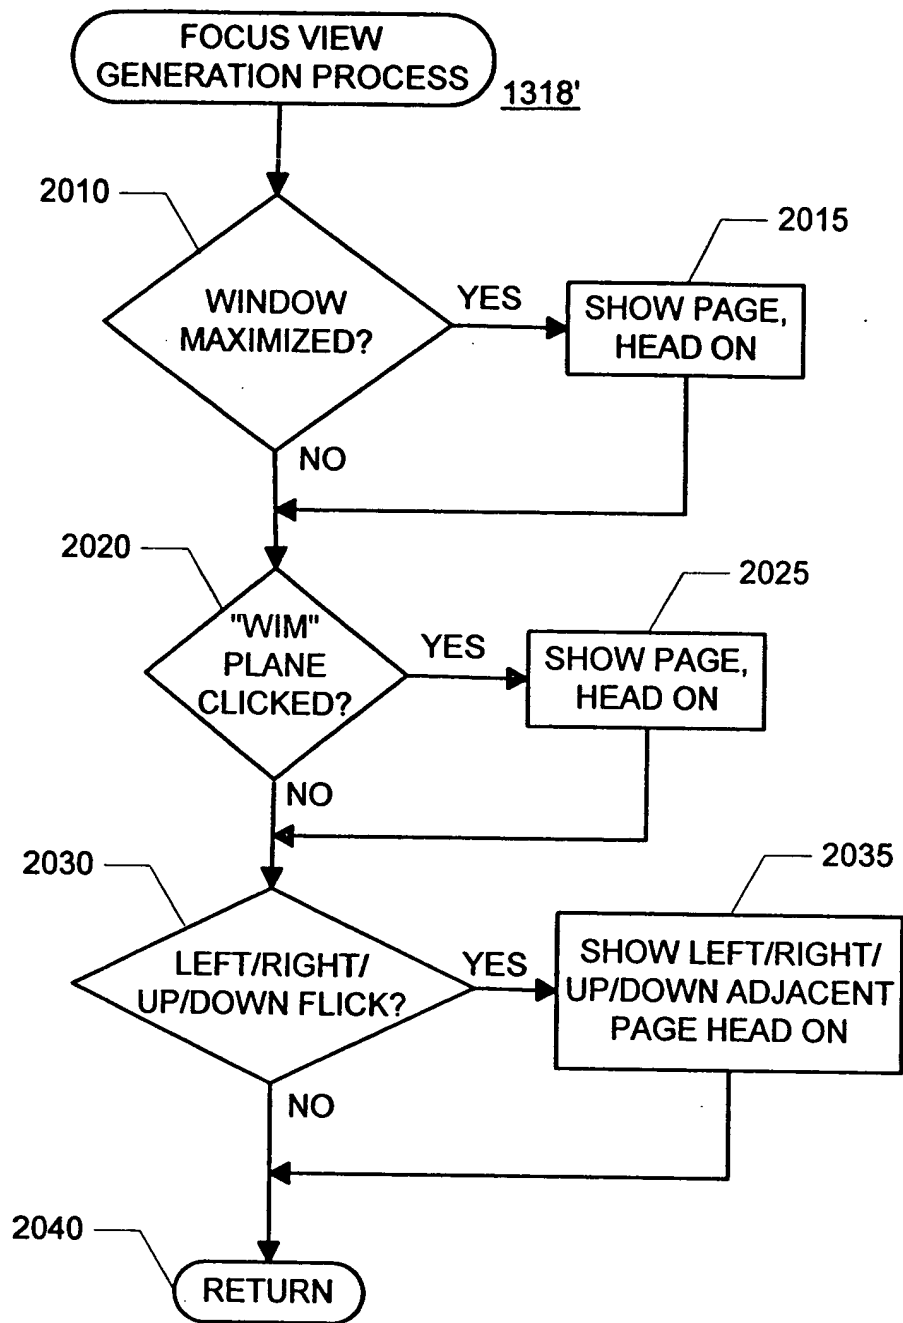 FOCUS VIEW
GENERATION PROCESS
1318'
2010
2015
WINDOW
MAXIMIZED?
YES
SHOW PAGE,
HEAD ON
NO
2020
2025
"WIM"
PLANE
CLICKED?
YES
SHOW PAGE,
HEAD ON
NO
2030
2035
LEFT/RIGHT/
UP/DOWN FLICK?
YES
SHOW LEFT/RIGHT/
UP/DOWN ADJACENT
PAGE HEAD ON
NO
2040
RETURN